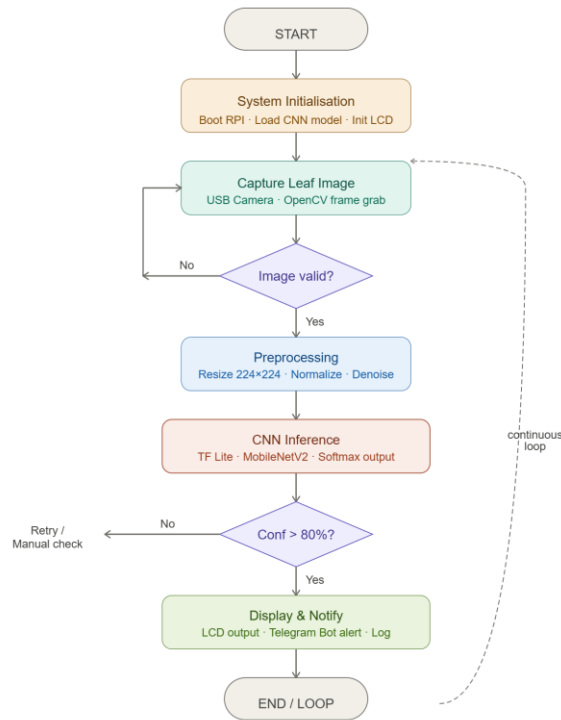 START
System Initialisation
Boot RPI · Load CNN model · Init LCD
Capture Leaf Image
USB Camera · OpenCV frame grab
No
Image valid?
Yes
Preprocessing
Resize 224×224 · Normalize · Denoise
CNN Inference
TF Lite · MobileNetV2 · Softmax output
continuous
loop
No
Retry /
Manual check
Conf > 80%?
Yes
Display & Notify
LCD output · Telegram Bot alert · Log
END / LOOP